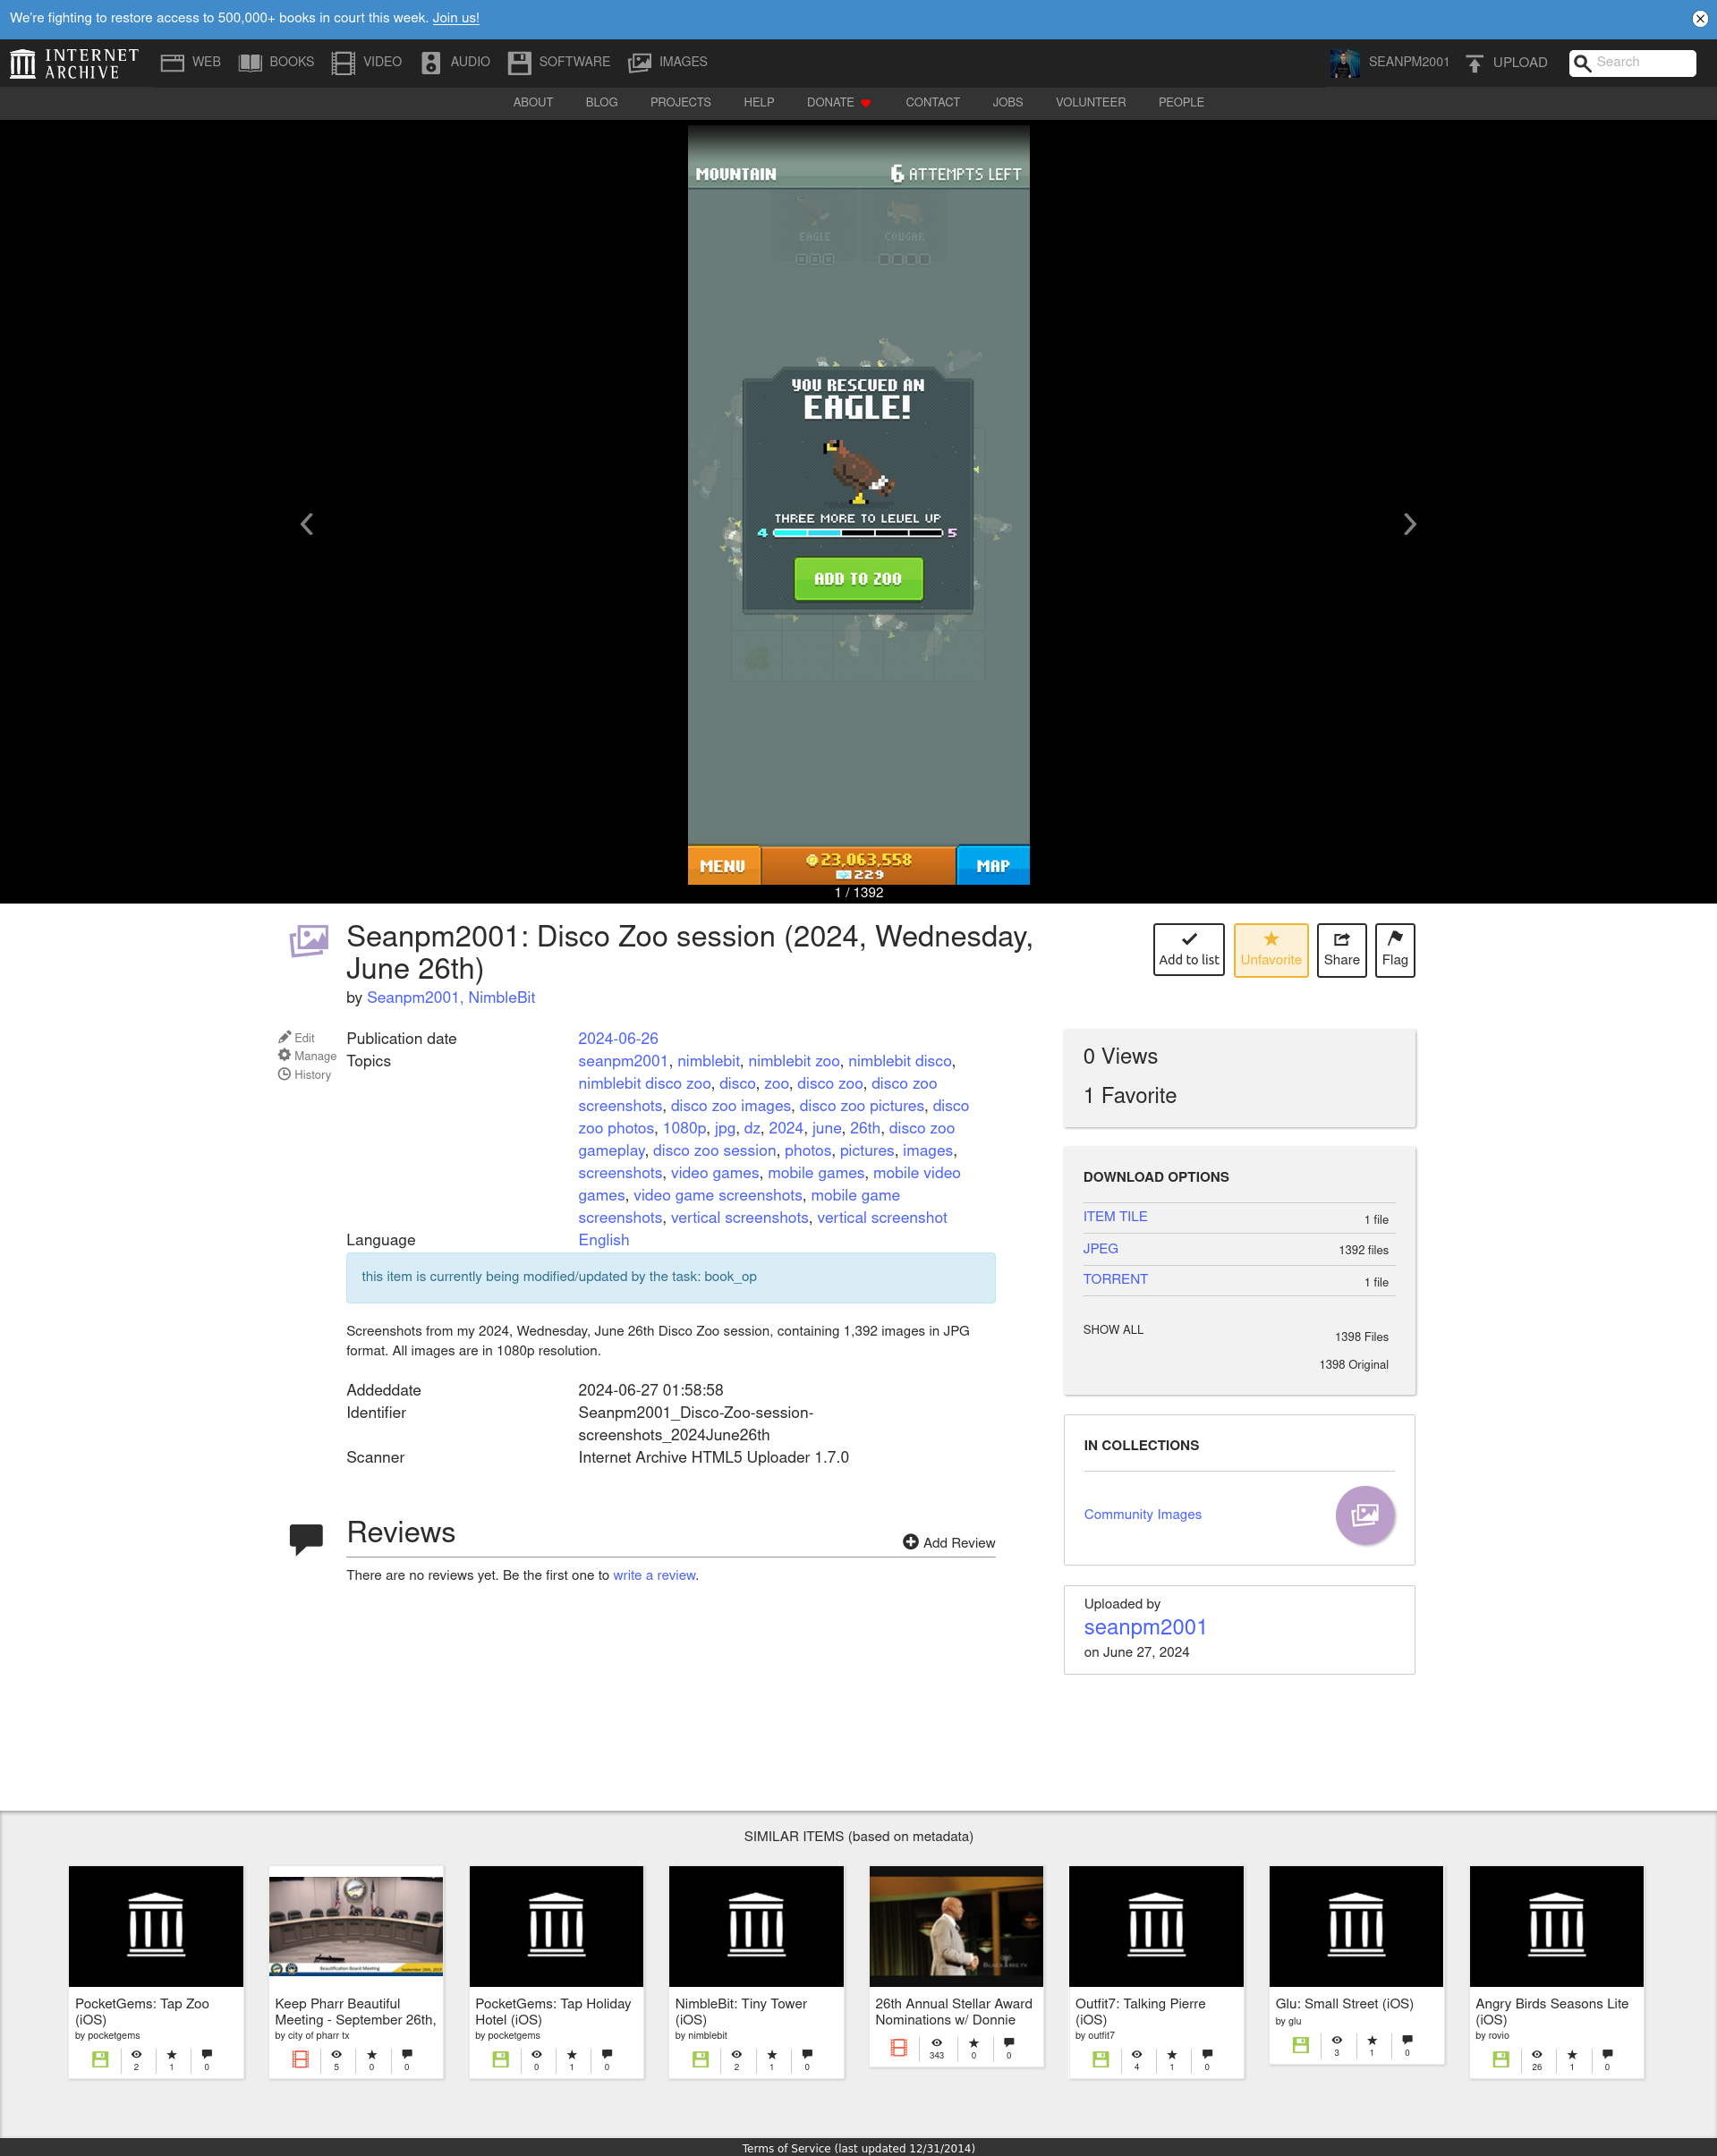 We're fighting to restore access to 500,000+ books in court this week. Join us!
INTERNET ARCHIVE
WEB BOOKS VIDEO AUDIO SOFTWARE IMAGES
SEANPM2001 UPLOAD Search
ABOUT BLOG PROJECTS HELP DONATE CONTACT JOBS VOLUNTEER PEOPLE
MOUNTAIN 6 ATTEMPTS LEFT
EAGLE COUGAR
YOU RESCUED AN
EAGLE!
THREE MORE TO LEVEL UP
4 5
ADD TO ZOO
MENU 23,063,558 MAP
229
1 / 1392
Seanpm2001: Disco Zoo session (2024, Wednesday,
June 26th)
by Seanpm2001, NimbleBit
Add to list Unfavorite Share Flag
Edit
Manage
History
Publication date 2024-06-26
Topics seanpm2001, nimblebit, nimblebit zoo, nimblebit disco,
nimblebit disco zoo, disco, zoo, disco zoo, disco zoo
screenshots, disco zoo images, disco zoo pictures, disco
zoo photos, 1080p, jpg, dz, 2024, june, 26th, disco zoo
gameplay, disco zoo session, photos, pictures, images,
screenshots, video games, mobile games, mobile video
games, video game screenshots, mobile game
screenshots, vertical screenshots, vertical screenshot
Language English
this item is currently being modified/updated by the task: book_op
Screenshots from my 2024, Wednesday, June 26th Disco Zoo session, containing 1,392 images in JPG
format. All images are in 1080p resolution.
Addeddate 2024-06-27 01:58:58
Identifier Seanpm2001_Disco-Zoo-session-
screenshots_2024June26th
Scanner Internet Archive HTML5 Uploader 1.7.0
Reviews
Add Review
There are no reviews yet. Be the first one to write a review.
0 Views
1 Favorite
DOWNLOAD OPTIONS
ITEM TILE 1 file
JPEG 1392 files
TORRENT 1 file
SHOW ALL 1398 Files
1398 Original
IN COLLECTIONS
Community Images
Uploaded by
seanpm2001
on June 27, 2024
SIMILAR ITEMS (based on metadata)
PocketGems: Tap Zoo
(iOS)
by pocketgems
2 1 0
Beautification Board Meeting
Keep Pharr Beautiful
Meeting - September 26th,
by city of pharr tx
5 0 0
PocketGems: Tap Holiday
Hotel (iOS)
by pocketgems
0 1 0
NimbleBit: Tiny Tower
(iOS)
by nimblebit
2 1 0
26th Annual Stellar Award
Nominations w/ Donnie
343 0 0
Outfit7: Talking Pierre
(iOS)
by outfit7
4 1 0
Glu: Small Street (iOS)
by glu
3 1 0
Angry Birds Seasons Lite
(iOS)
by rovio
26 1 0
Terms of Service (last updated 12/31/2014)